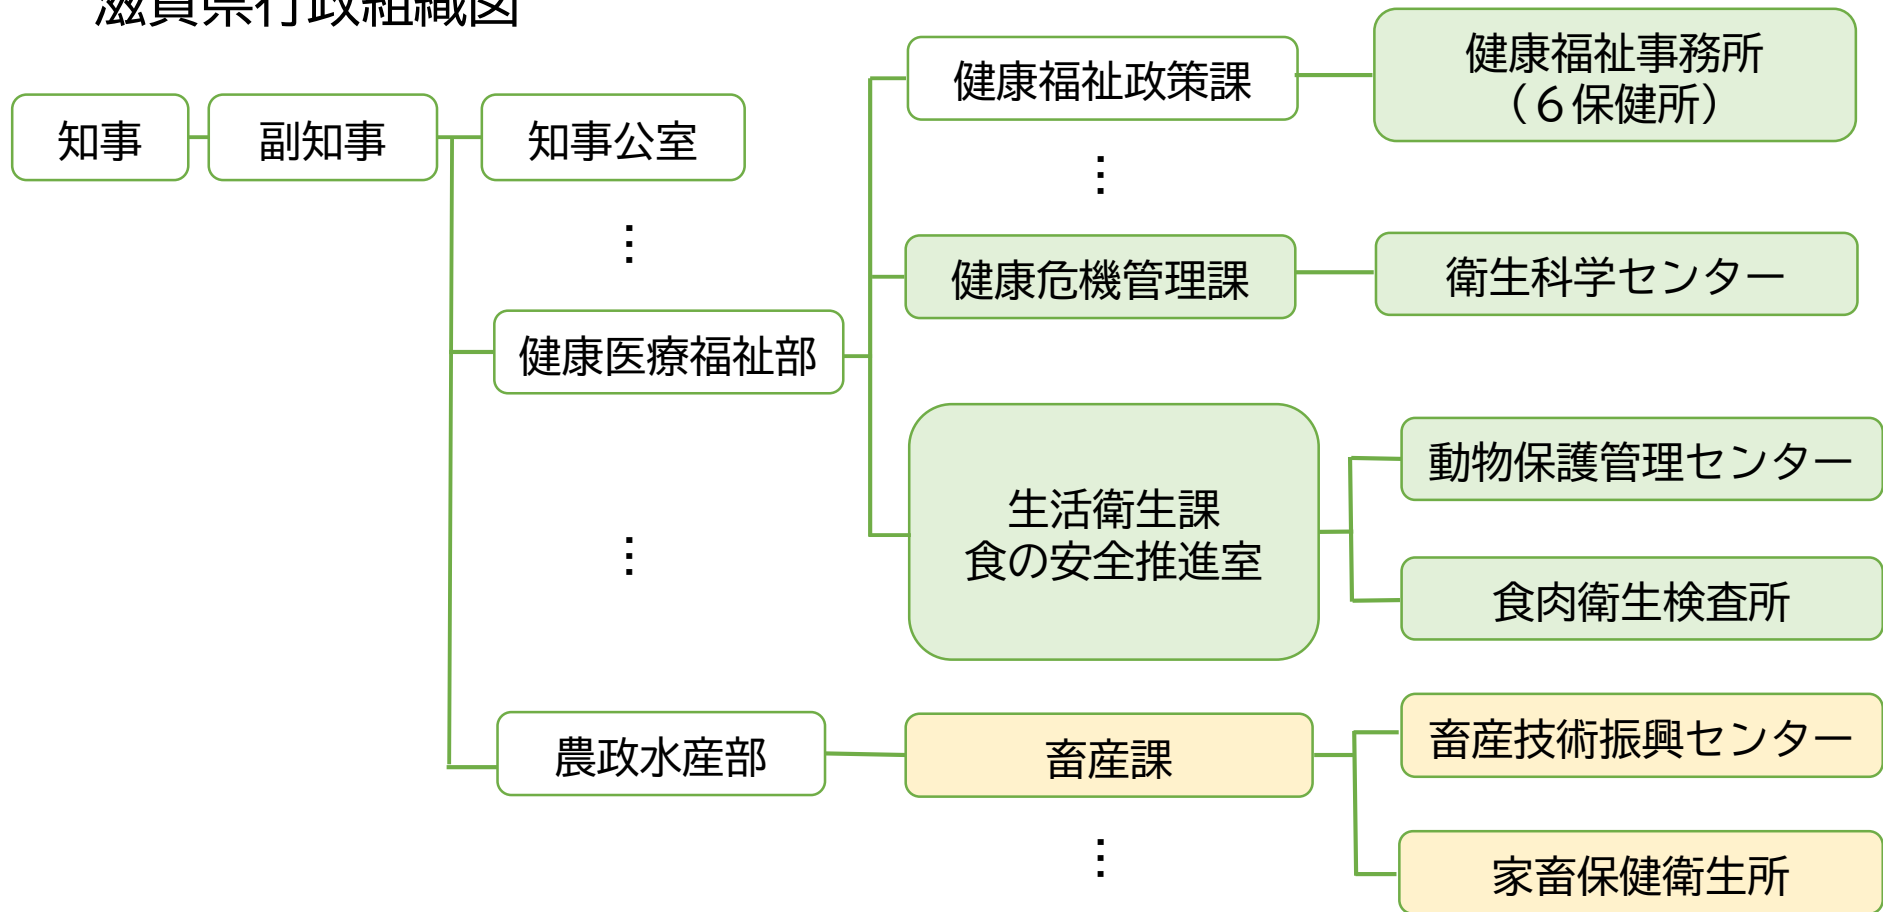 滋賀県行政組織図
知事
副知事
知事公室
⋮
健康医療福祉部
⋮
農政水産部
健康福祉政策課
⋮
健康危機管理課
生活衛生課
食の安全推進室
畜産課
⋮
健康福祉事務所
（６保健所）
衛生科学センター
動物保護管理センター
食肉衛生検査所
畜産技術振興センター
家畜保健衛生所